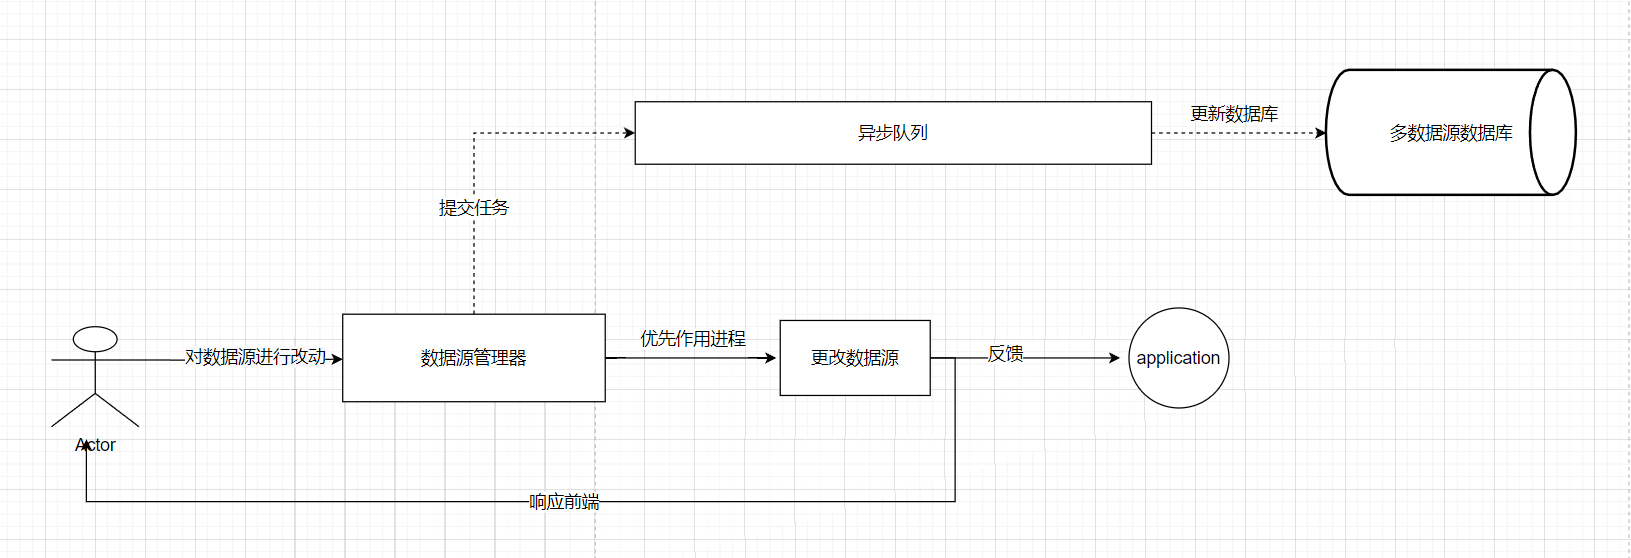 更新数据库
异步队列
多数据源数据库
提交任务
对数据源进行改动
数据源管理器
优先作用进程
更改数据源
反馈
application
Actor
响应前端